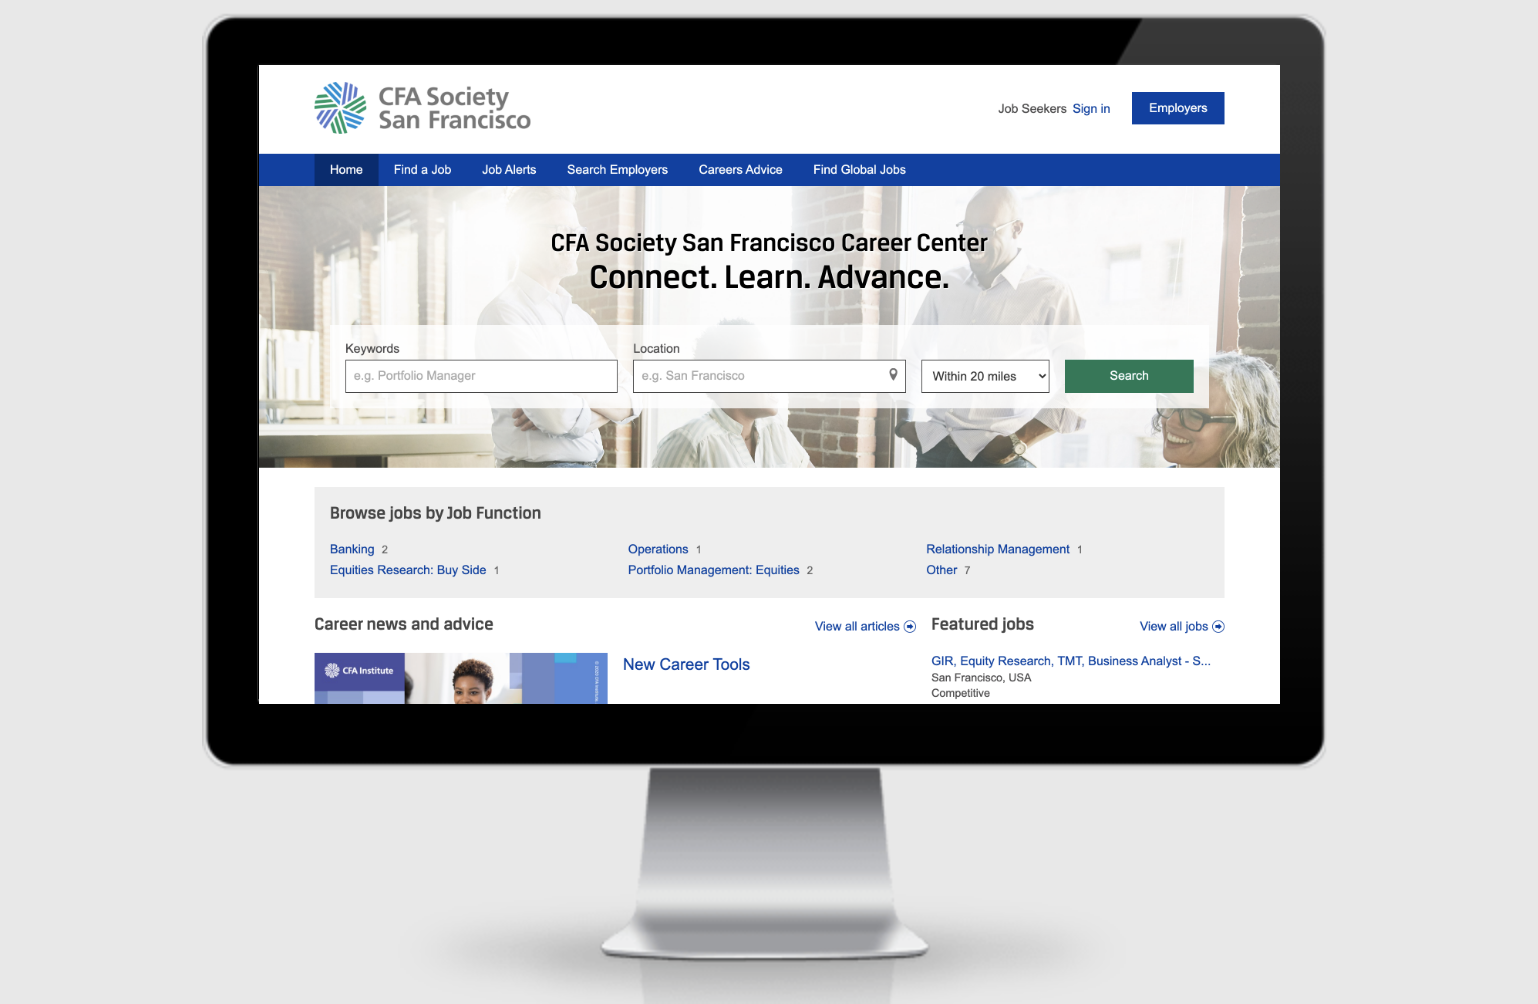 CFA Society
San Francisco
Job Seekers Sign in
Employers
Home Find a Job Job Alerts Search Employers Careers Advice Find Global Jobs
CFA Society San Francisco Career Center
Connect. Learn. Advance.
Keywords
e.g. Portfolio Manager
Location
e.g. San Francisco
Within 20 miles
Search
Browse jobs by Job Function
Banking 2
Operations 1
Relationship Management 1
Equities Research: Buy Side 1
Portfolio Management: Equities 2
Other 7
Career news and advice
View all articles
CFA Institute
New Career Tools
Featured jobs
View all jobs
GIR, Equity Research, TMT, Business Analyst - S...
San Francisco, USA
Competitive